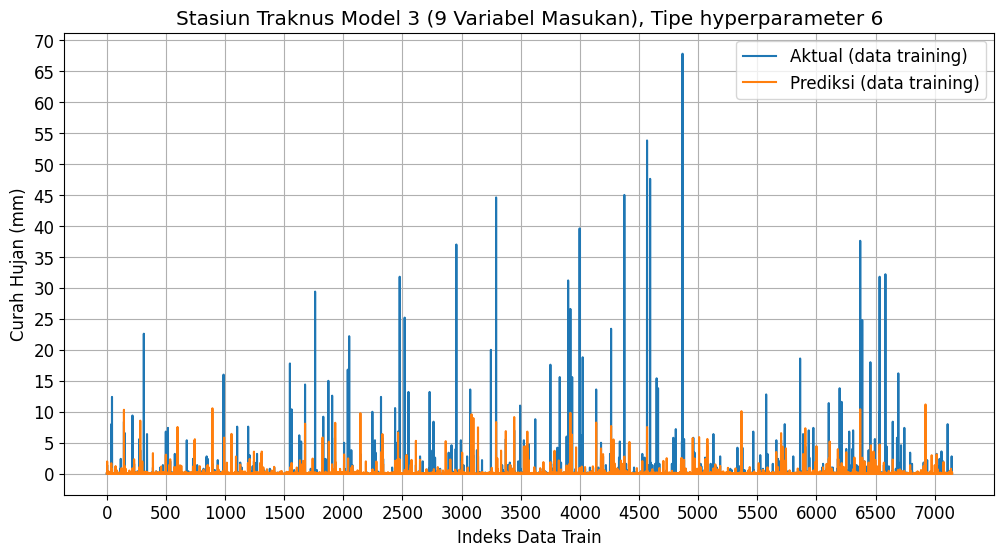 Stasiun Traknus Model 3 (9 Variabel Masukan), Tipe hyperparameter 6
Aktual (data training)
Prediksi (data training)
Curah Hujan (mm)
70
65
60
55
50
45
40
35
30
25
20
15
10
5
0
0 500 1000 1500 2000 2500 3000 3500 4000 4500 5000 5500 6000 6500 7000
Indeks Data Train